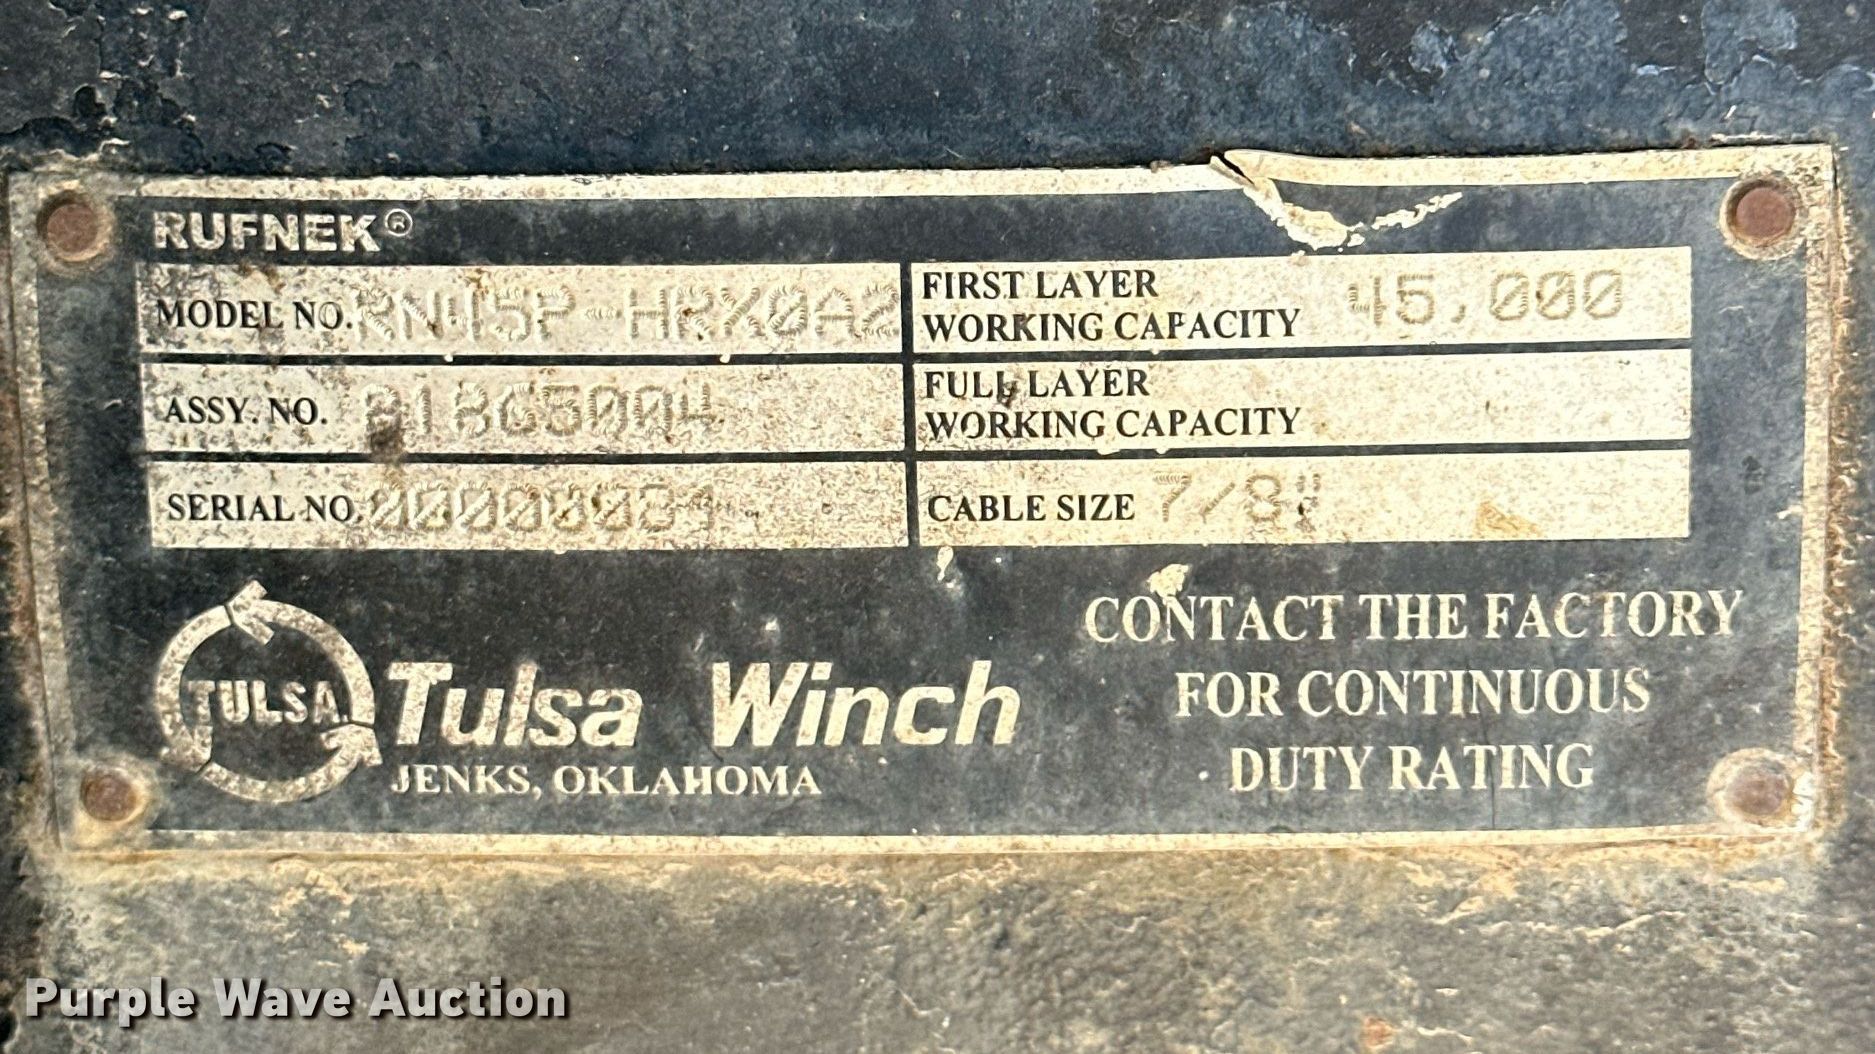 RUFNEK®
MODEL NO. RN45P-HRX0A2
FIRST LAYER
WORKING CAPACITY 45,000
ASSY. NO.
FULL LAYER
WORKING CAPACITY
SERIAL NO.
CABLE SIZE 7/8"
TULSA
Tulsa Winch
JENKS, OKLAHOMA
CONTACT THE FACTORY
FOR CONTINUOUS
DUTY RATING
Purple Wave Auction